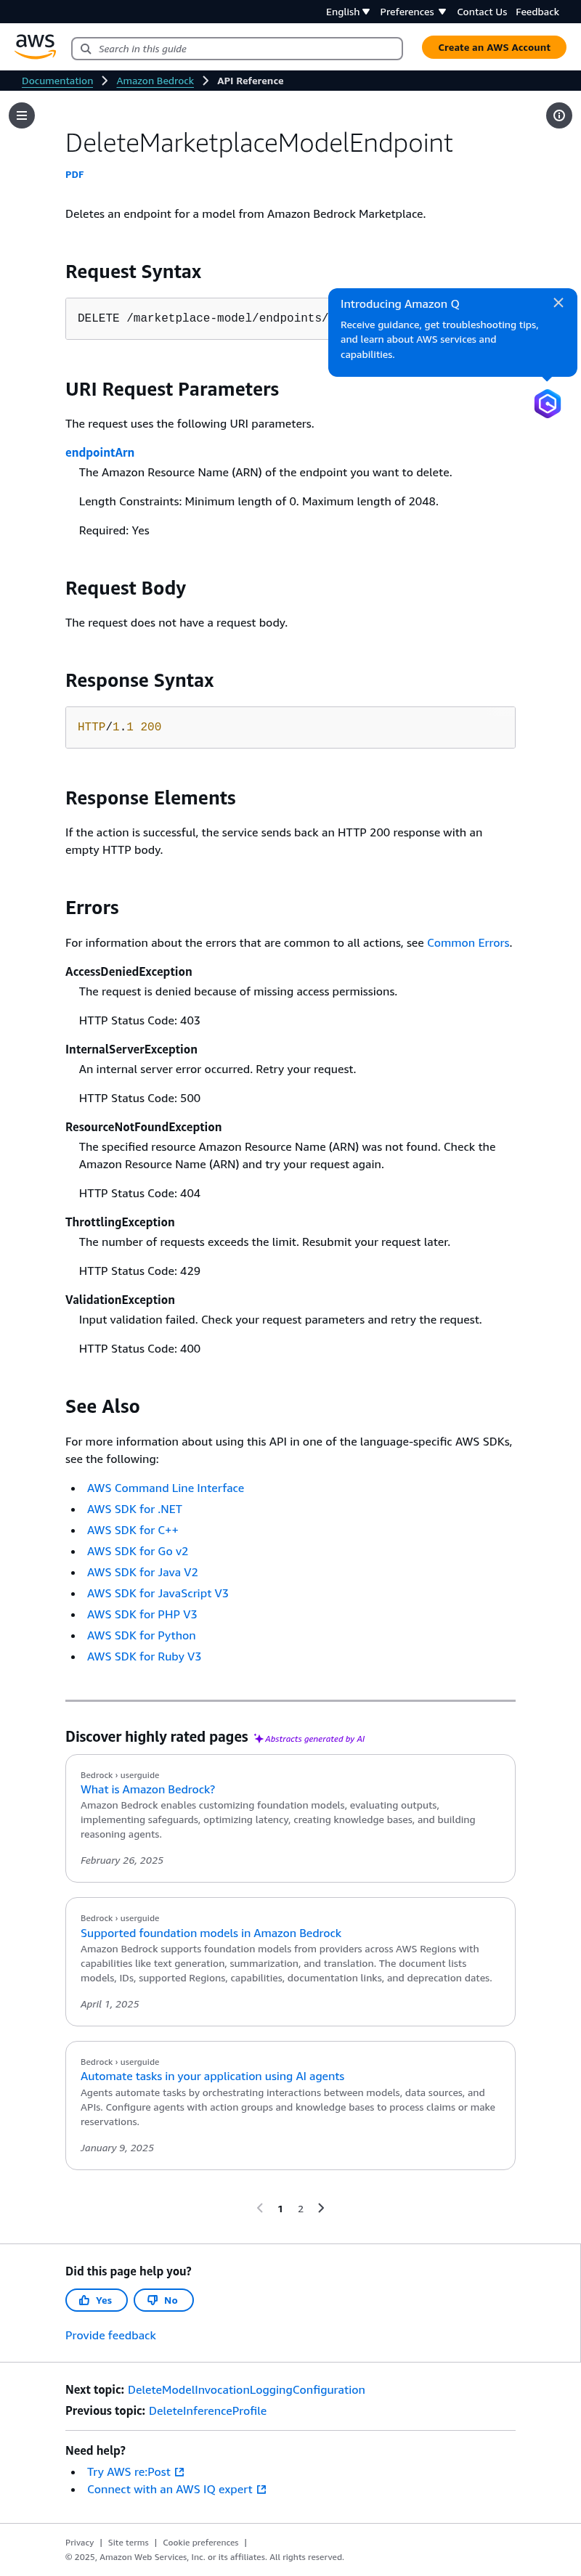 English Preferences Contact Us Feedback
aws Search in this guide Create an AWS Account
Documentation Amazon Bedrock API Reference
DeleteMarketplaceModelEndpoint
PDF
Deletes an endpoint for a model from Amazon Bedrock Marketplace.
Request Syntax
DELETE /marketplace-model/endpoints/
Introducing Amazon Q
Receive guidance, get troubleshooting tips,
and learn about AWS services and
capabilities.
URI Request Parameters
The request uses the following URI parameters.
endpointArn
The Amazon Resource Name (ARN) of the endpoint you want to delete.
Length Constraints: Minimum length of 0. Maximum length of 2048.
Required: Yes
Request Body
The request does not have a request body.
Response Syntax
HTTP/1.1 200
Response Elements
If the action is successful, the service sends back an HTTP 200 response with an
empty HTTP body.
Errors
For information about the errors that are common to all actions, see Common Errors.
AccessDeniedException
The request is denied because of missing access permissions.
HTTP Status Code: 403
InternalServerException
An internal server error occurred. Retry your request.
HTTP Status Code: 500
ResourceNotFoundException
The specified resource Amazon Resource Name (ARN) was not found. Check the
Amazon Resource Name (ARN) and try your request again.
HTTP Status Code: 404
ThrottlingException
The number of requests exceeds the limit. Resubmit your request later.
HTTP Status Code: 429
ValidationException
Input validation failed. Check your request parameters and retry the request.
HTTP Status Code: 400
See Also
For more information about using this API in one of the language-specific AWS SDKs,
see the following:
• AWS Command Line Interface
• AWS SDK for .NET
• AWS SDK for C++
• AWS SDK for Go v2
• AWS SDK for Java V2
• AWS SDK for JavaScript V3
• AWS SDK for PHP V3
• AWS SDK for Python
• AWS SDK for Ruby V3
Discover highly rated pages Abstracts generated by AI
Bedrock › userguide
What is Amazon Bedrock?
Amazon Bedrock enables customizing foundation models, evaluating outputs,
implementing safeguards, optimizing latency, creating knowledge bases, and building
reasoning agents.
February 26, 2025
Bedrock › userguide
Supported foundation models in Amazon Bedrock
Amazon Bedrock supports foundation models from providers across AWS Regions with
capabilities like text generation, summarization, and translation. The document lists
models, IDs, supported Regions, capabilities, documentation links, and deprecation dates.
April 1, 2025
Bedrock › userguide
Automate tasks in your application using AI agents
Agents automate tasks by orchestrating interactions between models, data sources, and
APIs. Configure agents with action groups and knowledge bases to process claims or make
reservations.
January 9, 2025
1 2
Did this page help you?
Yes No
Provide feedback
Next topic: DeleteModelInvocationLoggingConfiguration
Previous topic: DeleteInferenceProfile
Need help?
• Try AWS re:Post
• Connect with an AWS IQ expert
Privacy | Site terms | Cookie preferences |
© 2025, Amazon Web Services, Inc. or its affiliates. All rights reserved.